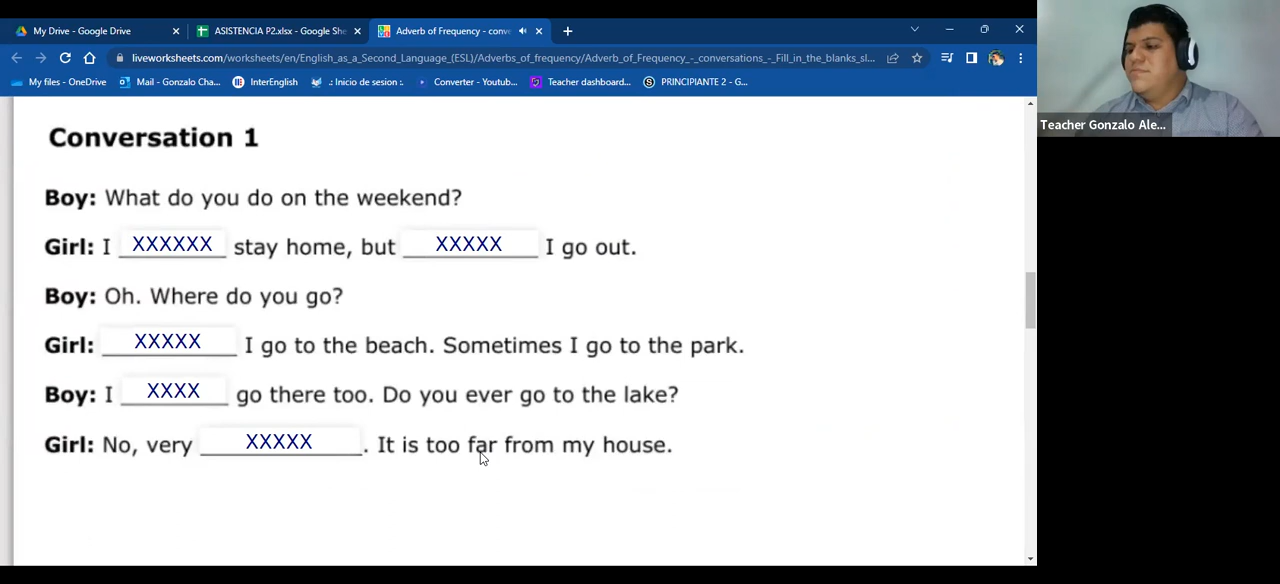 My Drive - Google Drive
ASISTENCIA P2.xlsx - Google She
Adverb of Frequency - conve
liveworksheets.com/worksheets/en/English_as_a_Second_Language_(ESL)/Adverbs_of_frequency/Adverb_of_Frequency_-_conversations_-_Fill_in_the_blanks_sl...
My files - OneDrive
Mail - Gonzalo Cha...
InterEnglish
.: Inicio de sesion :.
Converter - Youtub...
Teacher dashboard...
PRINCIPIANTE 2 - G...
Teacher Gonzalo Ale...
Conversation 1
Boy: What do you do on the weekend?
Girl: I XXXXXX stay home, but XXXXX I go out.
Boy: Oh. Where do you go?
Girl: XXXXX I go to the beach. Sometimes I go to the park.
Boy: I XXXX go there too. Do you ever go to the lake?
Girl: No, very XXXXX. It is too far from my house.